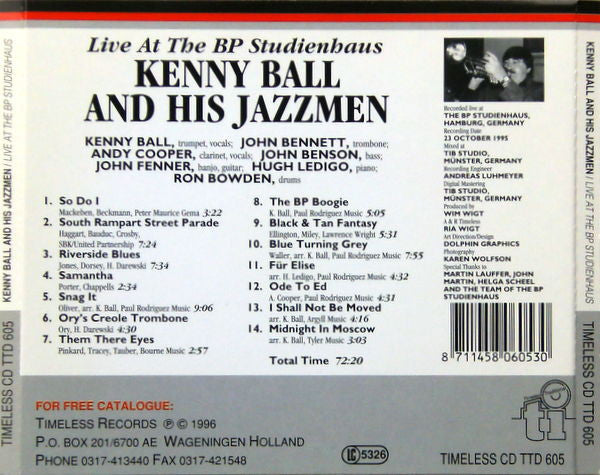 Live At The BP Studienhaus
KENNY BALL
AND HIS JAZZMEN
KENNY BALL, trumpet, vocals; JOHN BENNETT, trombone;
ANDY COOPER, clarinet, vocals; JOHN BENSON, bass;
JOHN FENNER, banjo, guitar; HUGH LEDIGO, piano;
RON BOWDEN, drums
1. So Do I
Mackeben, Beckmann, Peter Maurice Gema 3:22
2. South Rampart Street Parade
Haggart, Bauduc, Crosby,
SBK/United Partnership 7:24
3. Riverside Blues
Jones, Dorsey, H. Darewski 7:34
4. Samantha
Porter, Chappells 2:34
5. Snag It
Oliver, arr. K. Ball, Paul Rodriguez Music 9:06
6. Ory's Creole Trombone
Ory, H. Darewski 4:30
7. Them There Eyes
Pinkard, Tracey, Tauber, Bourne Music 2:57
8. The BP Boogie
K. Ball, Paul Rodriguez Music 5:05
9. Black & Tan Fantasy
Ellington, Miley, Lawrence Wright 5:31
10. Blue Turning Grey
Waller, arr. K. Ball, Paul Rodriguez Music 7:55
11. Für Elise
arr. H. Ledigo, Paul Rodriguez Music 4:32
12. Ode To Ed
A. Cooper, Paul Rodriguez Music 4:31
13. I Shall Not Be Moved
arr. K. Ball, Argyll Music 4:16
14. Midnight In Moscow
arr. K. Ball, Tyler Music 3:03
Total Time 72:20
Recorded live at
THE BP STUDIENHAUS,
HAMBURG, GERMANY
Recording Date
23 OCTOBER 1995
Mixed at
TIB STUDIO,
MÜNSTER, GERMANY
Recording Engineer
ANDREAS LUHMEYER
Digital Mastering
TIB STUDIO,
MÜNSTER, GERMANY
Produced by
WIM WIGT
A & R Timeless
RIA WIGT
Art Direction/Design
DOLPHIN GRAPHICS
Photography
KAREN WOLFSON
Special Thanks to
MARTIN LAUFFER, JOHN
MARTIN, HELGA SCHEEL
AND THE TEAM OF THE BP
STUDIENHAUS
8 711458 060530
FOR FREE CATALOGUE:
TIMELESS RECORDS ℗ © 1996
P.O. BOX 201/6700 AE WAGENINGEN HOLLAND
PHONE 0317-413440 FAX 0317-421548
LC 5326
TIMELESS CD TTD 605
KENNY BALL AND HIS JAZZMEN / LIVE AT THE BP STUDIENHAUS
TIMELESS CD TTD 605
KENNY BALL AND HIS JAZZMEN / LIVE AT THE BP STUDIENHAUS
TIMELESS CD TTD 605